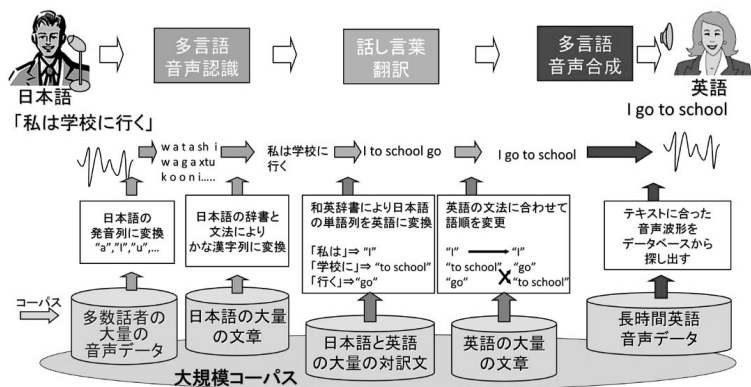 多言語
音声認識
話し言葉
翻訳
多言語
音声合成
日本語
「私は学校に行く」
英語
I go to school
watashi
wagaxtu
kooni.....
私は学校に
行く
I to school go
I go to school
日本語の
発音列に変換
“a”,”I”,”u”,...
日本語の辞書と
文法により
かな漢字列に変換
和英辞書により日本語
の単語列を英語に変換
「私は」⇒ “I”
「学校に」⇒ “to school”
「行く」⇒“go”
英語の文法に合わせて
語順を変更
“I” “I”
“to school” “go”
“go” “to school”
テキストに合った
音声波形を
データベースから
探し出す
コーパス
多数話者の
大量の
音声データ
日本語の大量
の文章
日本語と英語
の大量の対訳文
英語の大量
の文章
長時間英語
音声データ
大規模コーパス